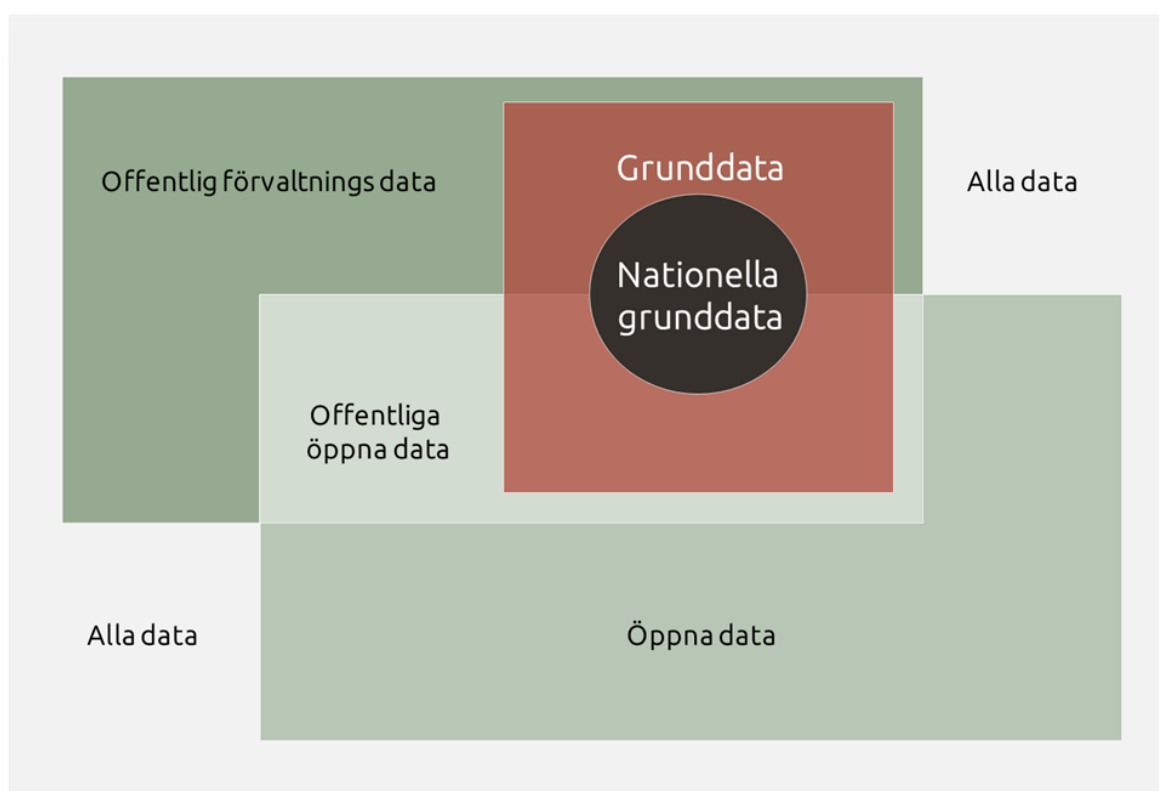 Grunddata
Offentlig förvaltnings data
Alla data
Nationella
grunddata
Offentliga
öppna data
Alla data
Öppna data